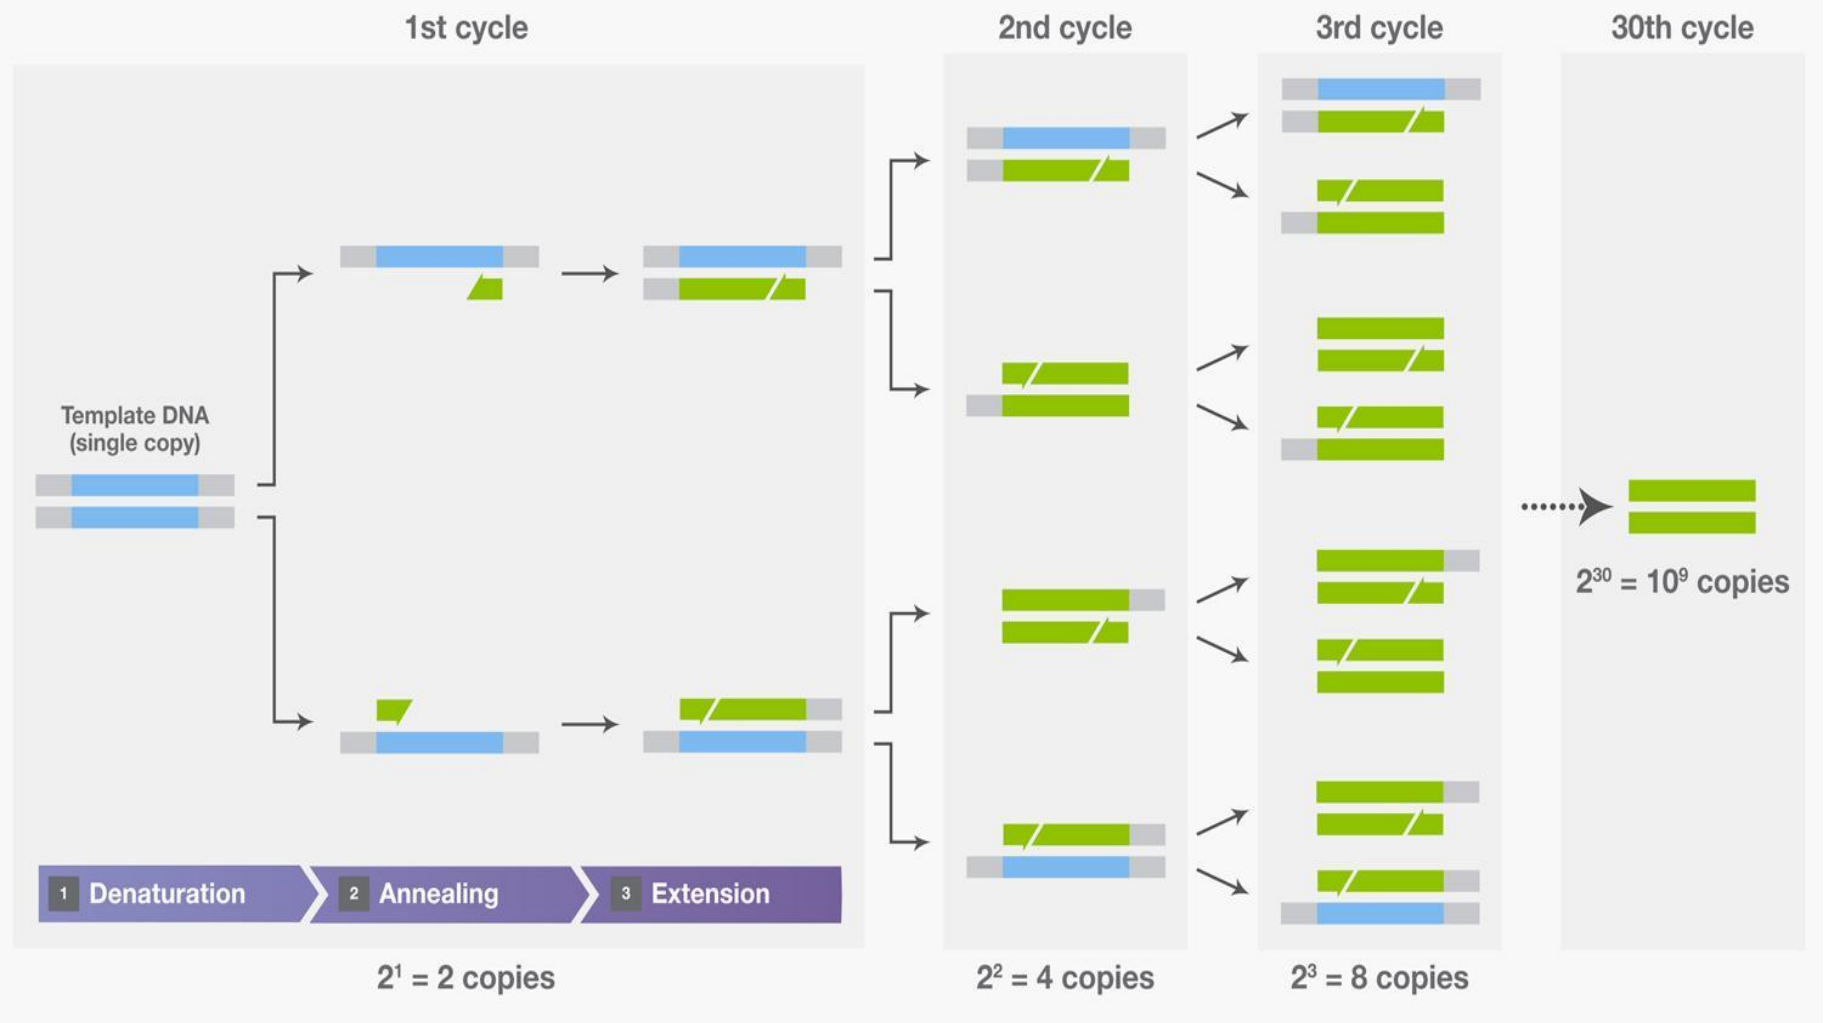 1st cycle
2nd cycle
3rd cycle
30th cycle
Template DNA
(single copy)
2³⁰ = 10⁹ copies
1 Denaturation
2 Annealing
3 Extension
2¹ = 2 copies
2² = 4 copies
2³ = 8 copies